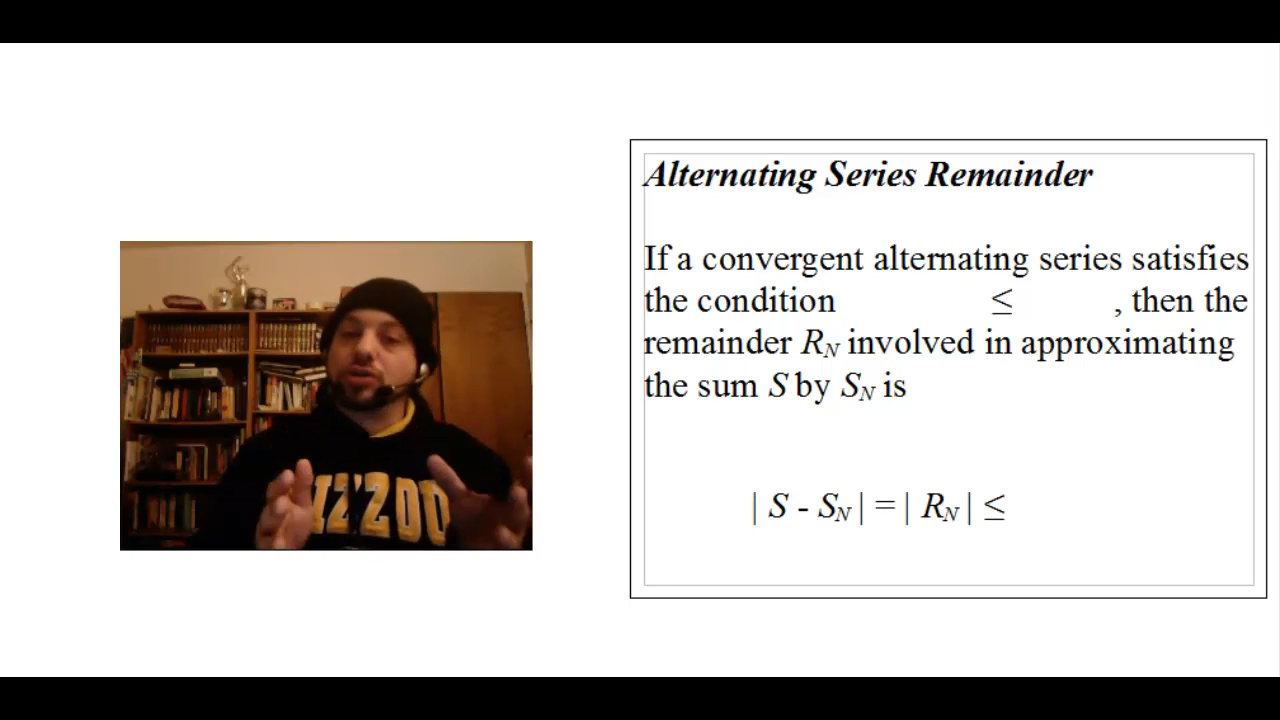 Alternating Series Remainder
If a convergent alternating series satisfies
the condition ≤ , then the
remainder RN involved in approximating
the sum S by SN is
| S - SN | = | RN | ≤